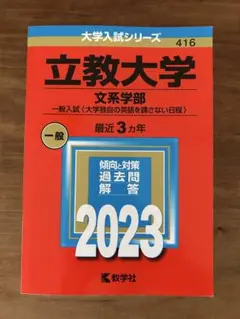 大学入試シリーズ
416
立教大学
文系学部
一般入試〈大学独自の英語を課さない日程〉
最近3カ年
一般
傾向と対策
過去問
解答
2023
数学社